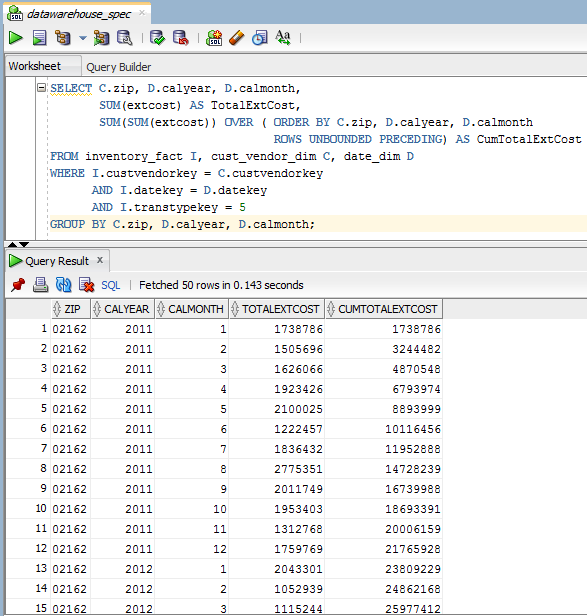 datawarehouse_spec
SQL
Aa
Worksheet Query Builder
SELECT C.zip, D.calyear, D.calmonth,
SUM(extcost) AS TotalExtCost,
SUM(SUM(extcost)) OVER ( ORDER BY C.zip, D.calyear, D.calmonth
ROWS UNBOUNDED PRECEDING) AS CumTotalExtCost
FROM inventory_fact I, cust_vendor_dim C, date_dim D
WHERE I.custvendorkey = C.custvendorkey
AND I.datekey = D.datekey
AND I.transtypekey = 5
GROUP BY C.zip, D.calyear, D.calmonth;
Query Result
SQL Fetched 50 rows in 0.143 seconds
ZIP CALYEAR CALMONTH TOTALEXTCOST CUMTOTALEXTCOST
1 02162 2011 1 1738786 1738786
2 02162 2011 2 1505696 3244482
3 02162 2011 3 1626066 4870548
4 02162 2011 4 1923426 6793974
5 02162 2011 5 2100025 8893999
6 02162 2011 6 1222457 10116456
7 02162 2011 7 1836432 11952888
8 02162 2011 8 2775351 14728239
9 02162 2011 9 2011749 16739988
10 02162 2011 10 1953403 18693391
11 02162 2011 11 1312768 20006159
12 02162 2011 12 1759769 21765928
13 02162 2012 1 2043301 23809229
14 02162 2012 2 1052939 24862168
15 02162 2012 3 1115244 25977412